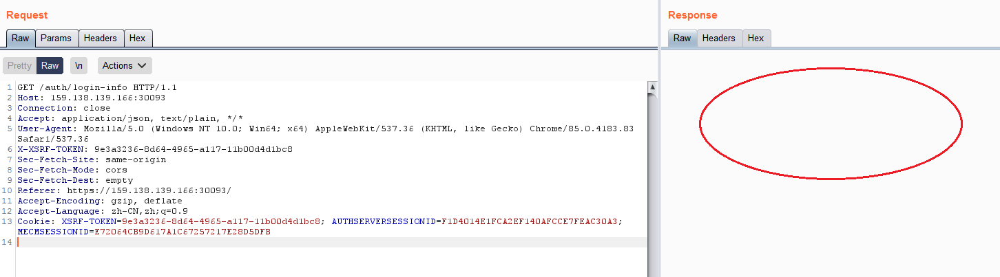 Request
Raw Params Headers Hex
Pretty Raw \n Actions
1 GET /auth/login-info HTTP/1.1
2 Host: 159.138.139.166:30093
3 Connection: close
4 Accept: application/json, text/plain, */*
5 User-Agent: Mozilla/5.0 (Windows NT 10.0; Win64; x64) AppleWebKit/537.36 (KHTML, like Gecko) Chrome/85.0.4183.83
Safari/537.36
6 X-XSRF-TOKEN: 9e3a3236-8d64-4965-a117-11b00d4d1bc8
7 Sec-Fetch-Site: same-origin
8 Sec-Fetch-Mode: cors
9 Sec-Fetch-Dest: empty
10 Referer: https://159.138.139.166:30093/
11 Accept-Encoding: gzip, deflate
12 Accept-Language: zh-CN,zh;q=0.9
13 Cookie: XSRF-TOKEN=9e3a3236-8d64-4965-a117-11b00d4d1bc8; AUTHSERVERSESSIONID=F1D4014E1FCA2EF140AFCCE7FEAC30A3;
MECMSESSIONID=E72064CB9D617A1C67257217E28D5DFB
14
Response
Raw Headers Hex